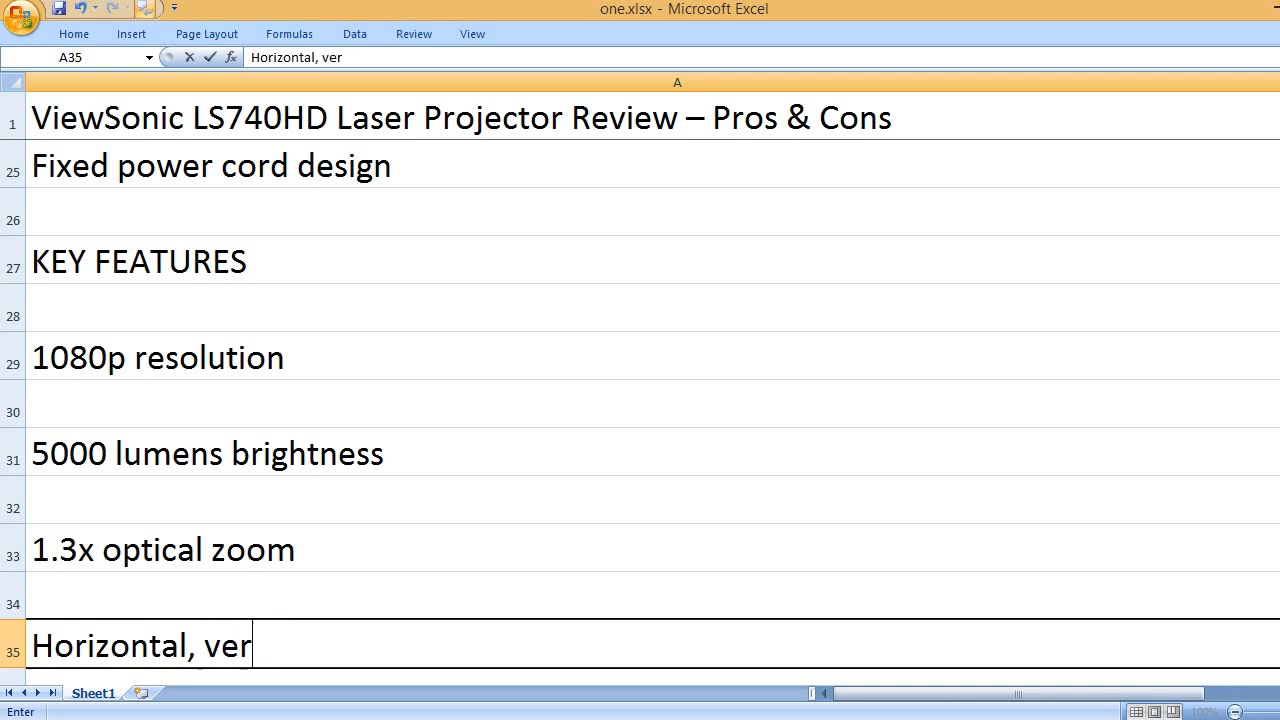 one.xlsx - Microsoft Excel
Home Insert Page Layout Formulas Data Review View
A35 fx Horizontal, ver
A
1 ViewSonic LS740HD Laser Projector Review – Pros & Cons
25 Fixed power cord design
26
27 KEY FEATURES
28
29 1080p resolution
30
31 5000 lumens brightness
32
33 1.3x optical zoom
34
35 Horizontal, ver
Sheet1
Enter 100%